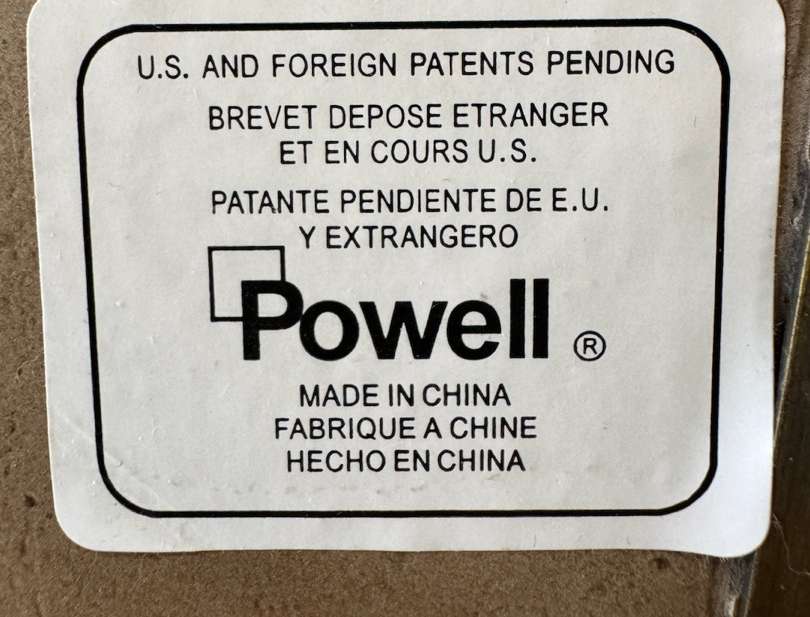 U.S. AND FOREIGN PATENTS PENDING
BREVET DEPOSE ETRANGER
ET EN COURS U.S.
PATANTE PENDIENTE DE E.U.
Y EXTRANGERO
Powell ®
MADE IN CHINA
FABRIQUE A CHINE
HECHO EN CHINA